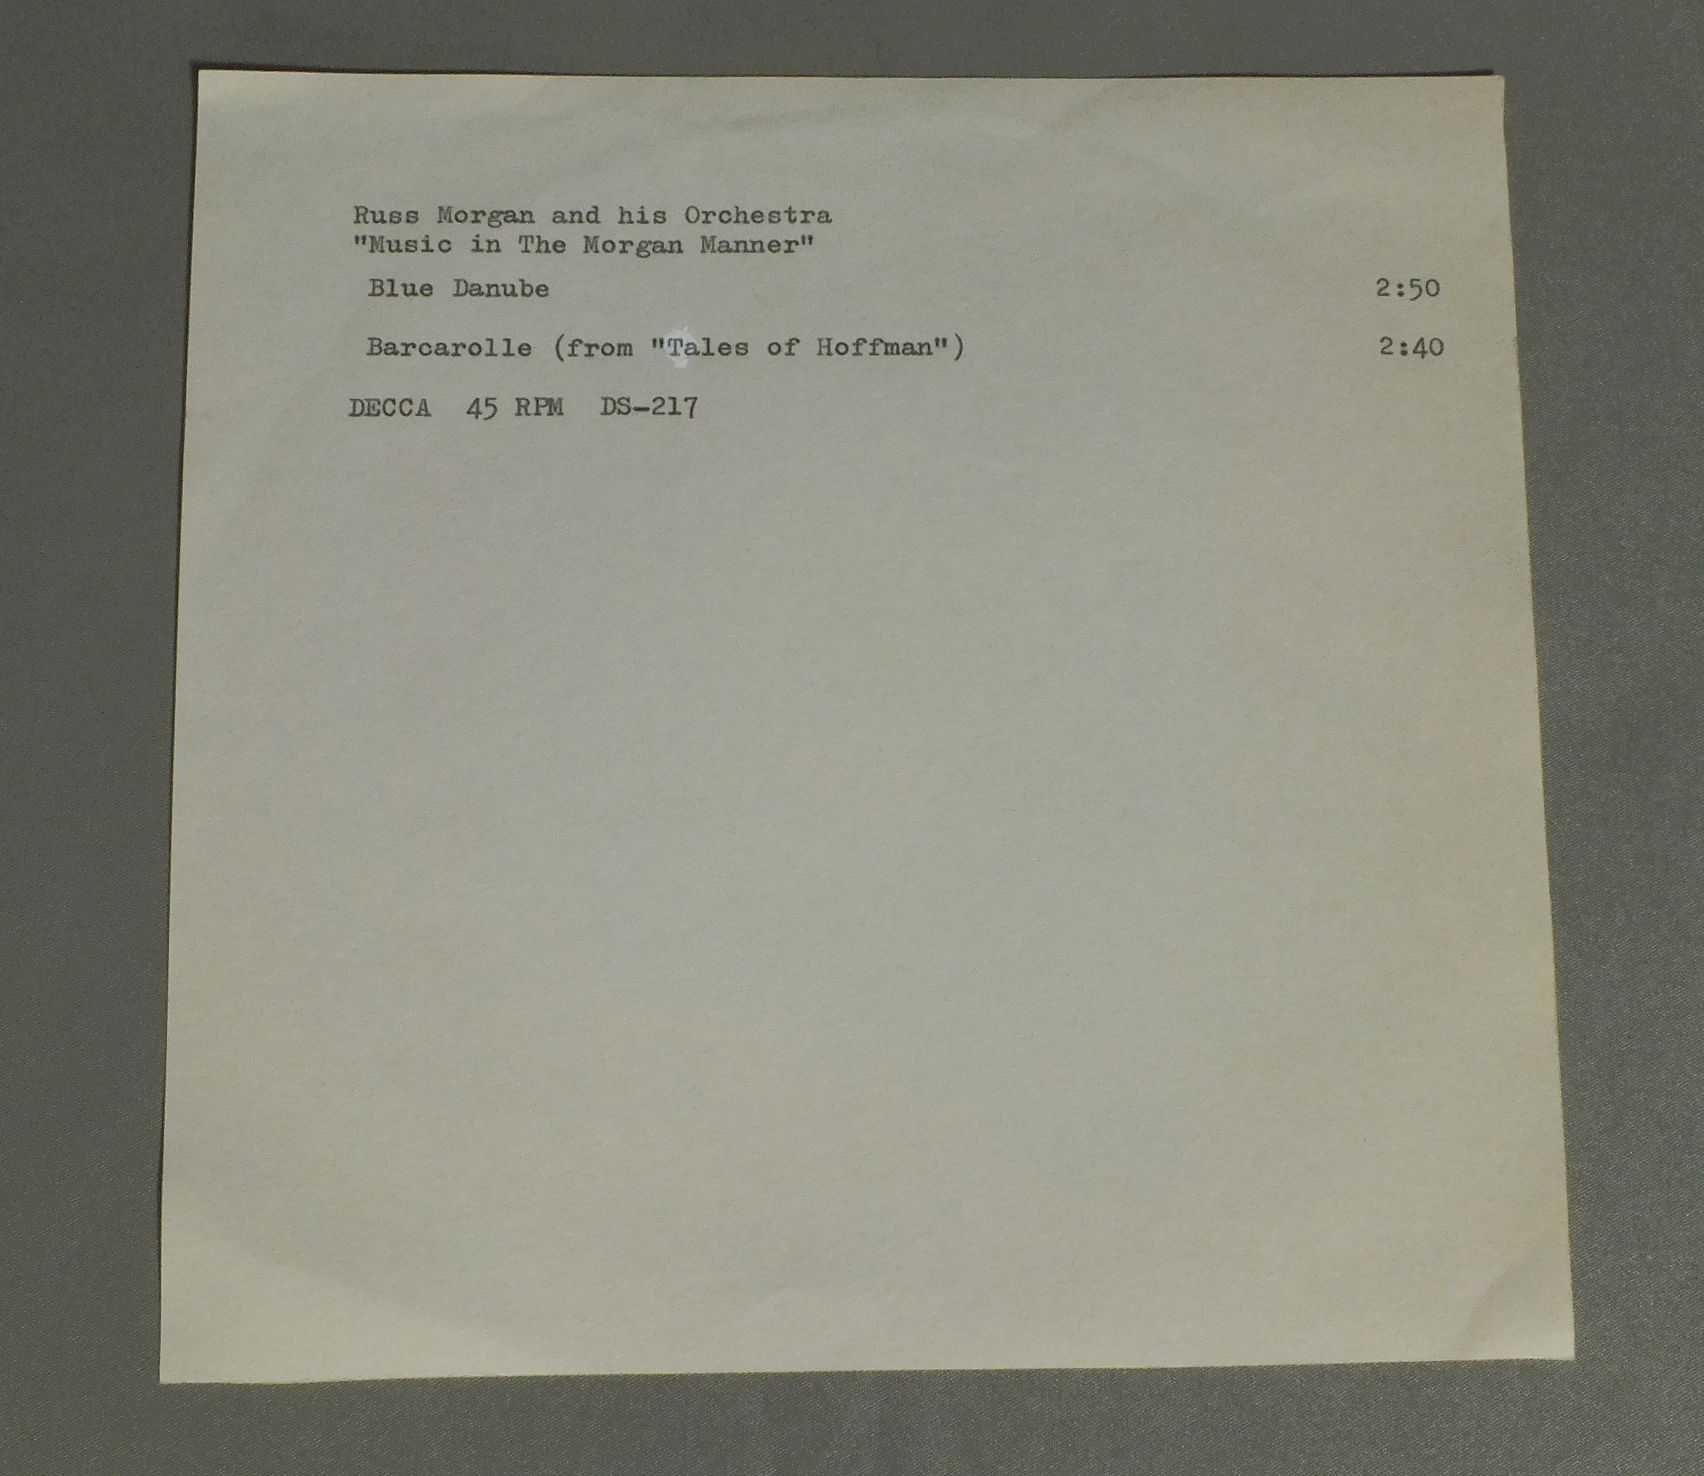 Russ Morgan and his Orchestra
"Music in The Morgan Manner"
Blue Danube 2:50
Barcarolle (from "Tales of Hoffman") 2:40
DECCA 45 RPM DS-217